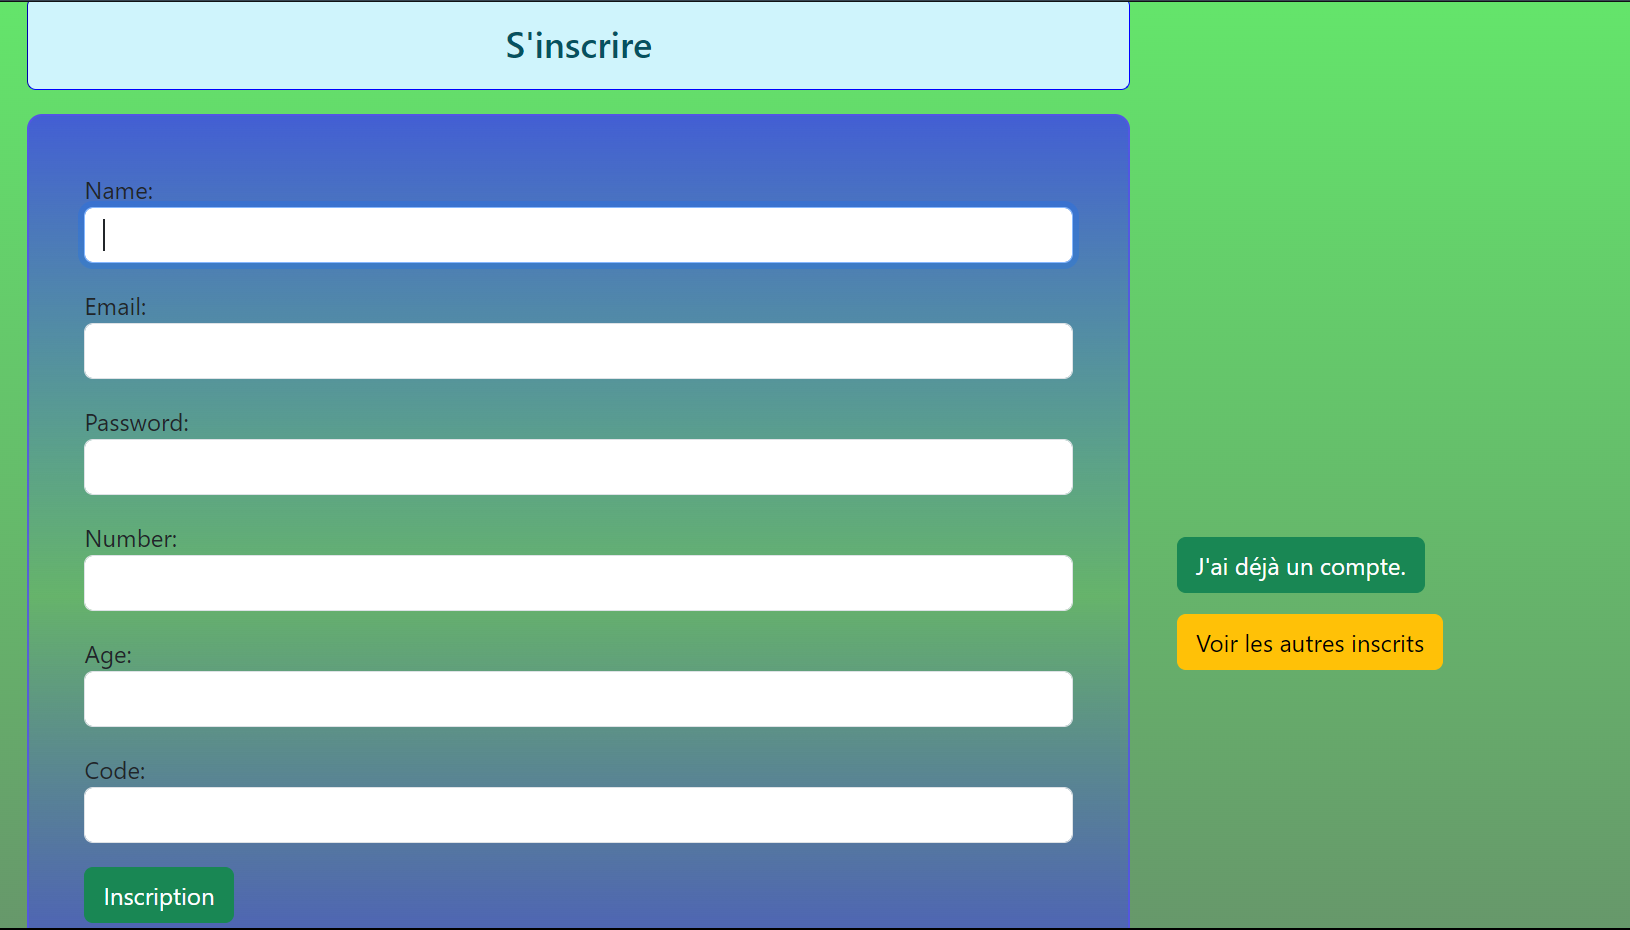 S'inscrire
Name:
Email:
Password:
Number:
Age:
Code:
Inscription
J'ai déjà un compte.
Voir les autres inscrits